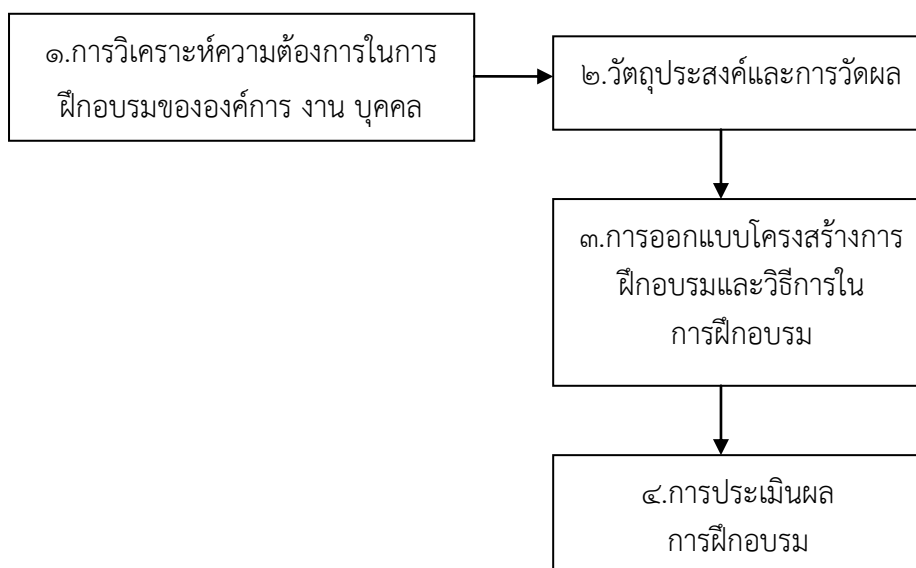 ๑.การวิเคราะห์ความต้องการในการ
ฝึกอบรมขององค์การ งาน บุคคล
๒.วัตถุประสงค์และการวัดผล
๓.การออกแบบโครงสร้างการ
ฝึกอบรมและวิธีการใน
การฝึกอบรม
๔.การประเมินผล
การฝึกอบรม